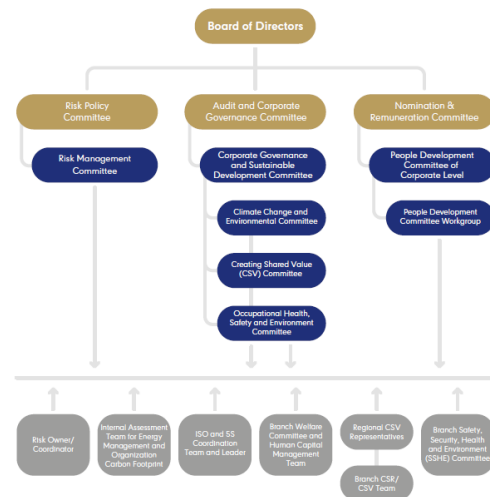 Board of Directors
Risk Policy
Committee
Audit and Corporate
Governance Committee
Nomination &
Remuneration Committee
Risk Management
Committee
Corporate Governance
and Sustainable
Development Committee
People Development
Committee of
Corporate Level
Climate Change and
Environmental Committee
People Development
Committee Workgroup
Creating Shared Value
(CSV) Committee
Occupational Health,
Safety and Environment
Committee
Risk Owner/
Coordinator
Internal Assessment
Team for Energy
Management and
Organization
Carbon Footprint
ISO and 5S
Coordination
Team and Leader
Branch Welfare
Committee and
Human Capital
Management
Team
Regional CSV
Representatives
Branch CSR/
CSV Team
Branch Safety,
Security, Health
and Environment
(SSHE) Committee